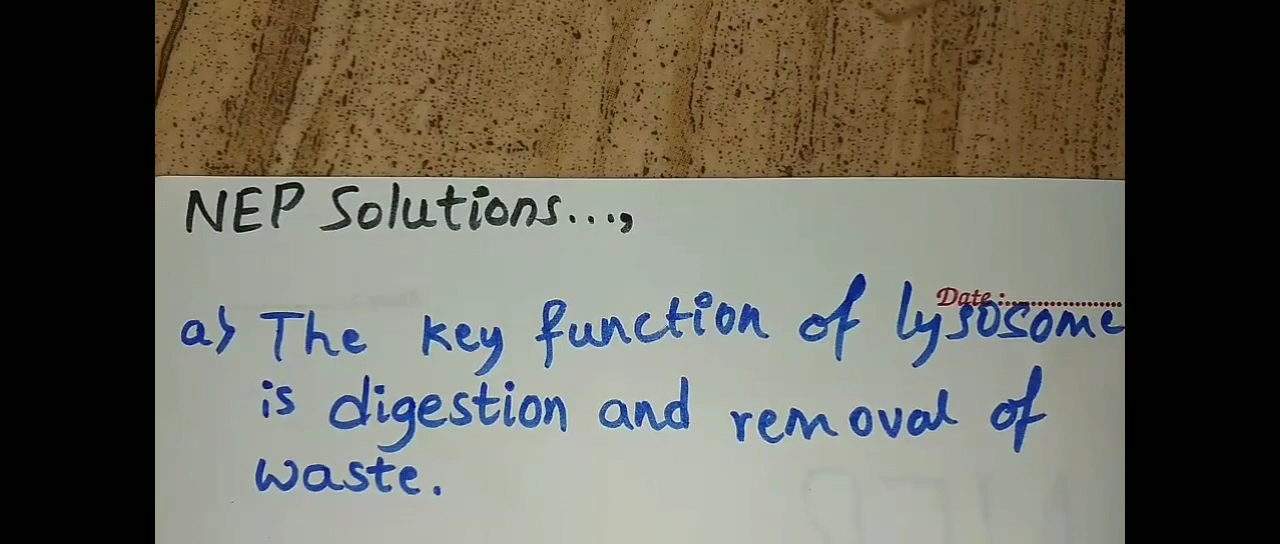 NEP Solutions...,
Date :....................
a) The key function of lysosome
is digestion and removal of
waste.